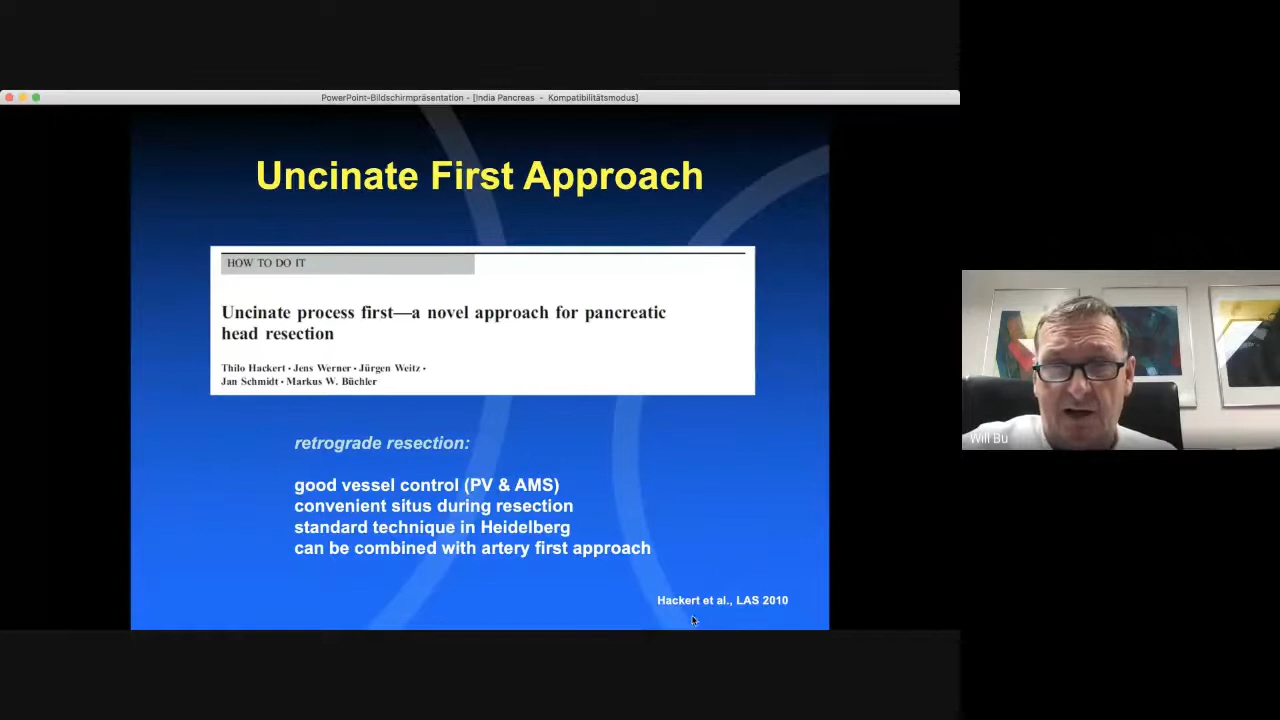 PowerPoint-Bildschirmpräsentation - [India Pancreas - Kompatibilitätsmodus]
Uncinate First Approach
HOW TO DO IT
Uncinate process first—a novel approach for pancreatic
head resection
Thilo Hackert · Jens Werner · Jürgen Weitz ·
Jan Schmidt · Markus W. Büchler
retrograde resection:
good vessel control (PV & AMS)
convenient situs during resection
standard technique in Heidelberg
can be combined with artery first approach
Hackert et al., LAS 2010
Will Bu